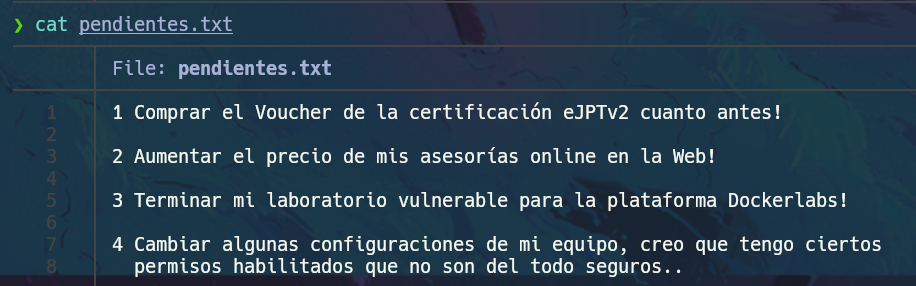 ❯ cat pendientes.txt
File: pendientes.txt
1 1 Comprar el Voucher de la certificación eJPTv2 cuanto antes!
2
3 2 Aumentar el precio de mis asesorías online en la Web!
4
5 3 Terminar mi laboratorio vulnerable para la plataforma Dockerlabs!
6
7 4 Cambiar algunas configuraciones de mi equipo, creo que tengo ciertos
8 permisos habilitados que no son del todo seguros..